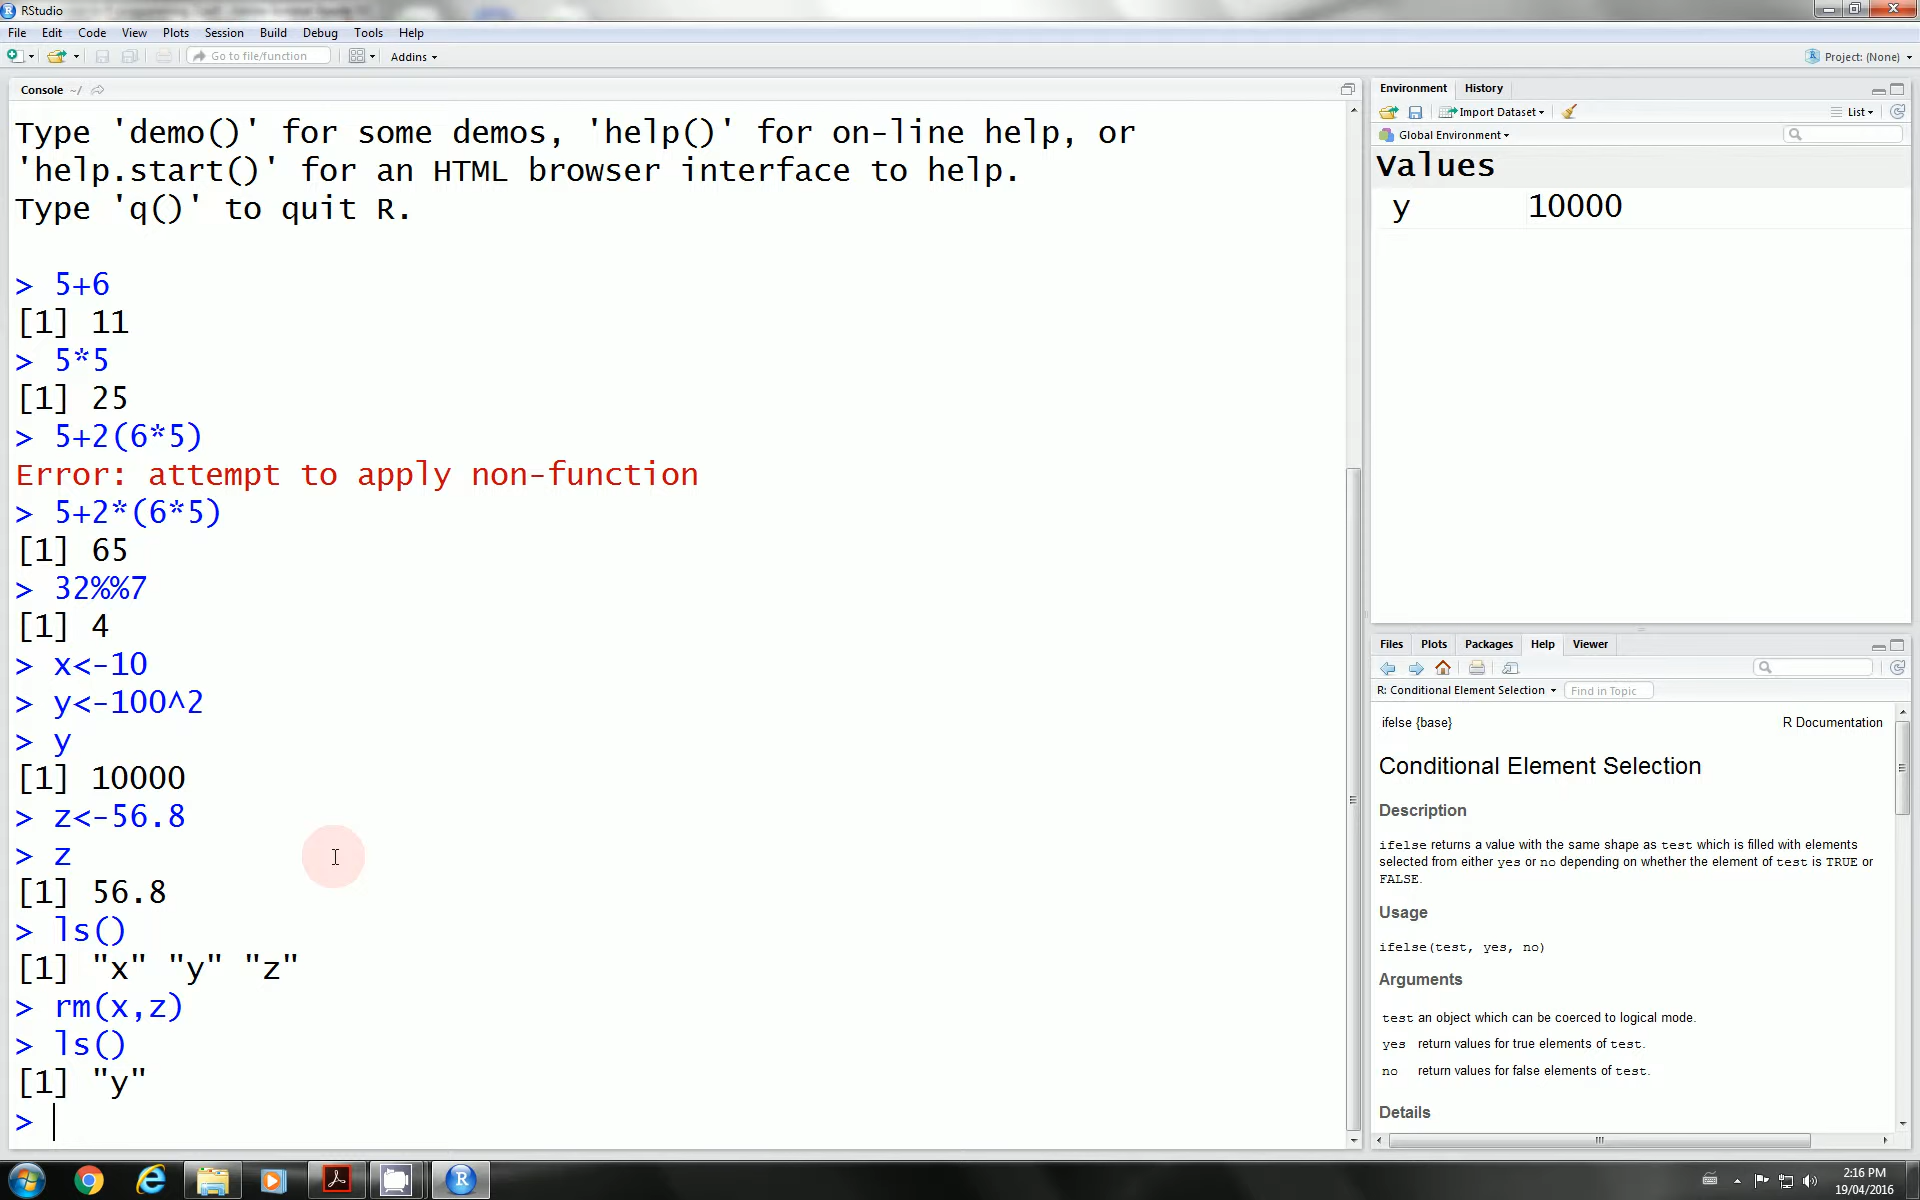 RStudio
File Edit Code View Plots Session Build Debug Tools Help
Go to file/function Addins Project: (None)
Console ~/
Type 'demo()' for some demos, 'help()' for on-line help, or
'help.start()' for an HTML browser interface to help.
Type 'q()' to quit R.
> 5+6
[1] 11
> 5*5
[1] 25
> 5+2(6*5)
Error: attempt to apply non-function
> 5+2*(6*5)
[1] 65
> 32%%7
[1] 4
> x<-10
> y<-100^2
> y
[1] 10000
> z<-56.8
> z
[1] 56.8
> ls()
[1] "x" "y" "z"
> rm(x,z)
> ls()
[1] "y"
>
Environment History
Import Dataset List
Global Environment
Values
y 10000
Files Plots Packages Help Viewer
R: Conditional Element Selection Find in Topic
ifelse {base} R Documentation
Conditional Element Selection
Description
ifelse returns a value with the same shape as test which is filled with elements
selected from either yes or no depending on whether the element of test is TRUE or
FALSE.
Usage
ifelse(test, yes, no)
Arguments
test an object which can be coerced to logical mode.
yes return values for true elements of test.
no return values for false elements of test.
Details
2:16 PM
19/04/2016